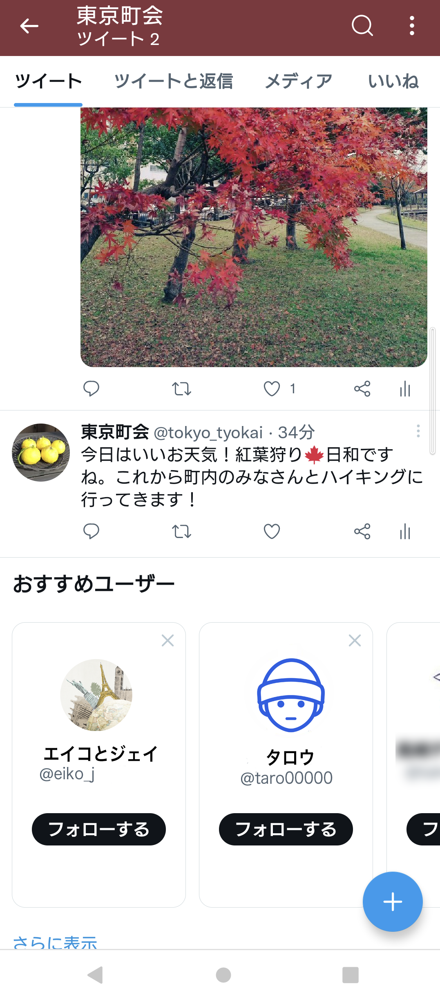 東京町会
ツイート 2
ツイート ツイートと返信 メディア いいね
1
東京町会 @tokyo_tyokai · 34分
今日はいいお天気！紅葉狩り🍁日和です
ね。これから町内のみなさんとハイキングに
行ってきます！
おすすめユーザー
エイコとジェイ
@eiko_j
フォローする
タロウ
@taro00000
フォローする
フ
さらに表示